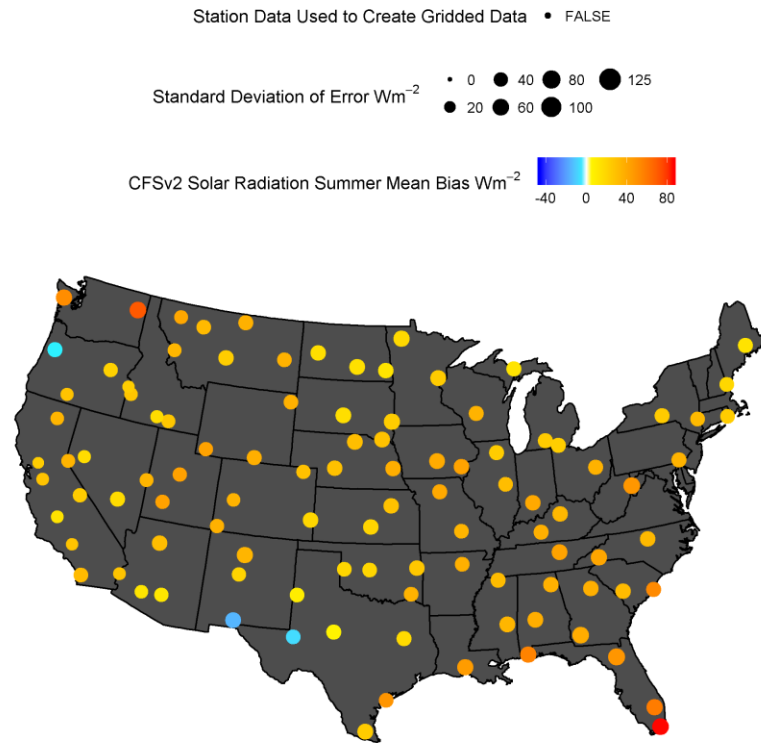 Station Data Used to Create Gridded Data • FALSE
Standard Deviation of Error Wm⁻² 0 40 80 125
20 60 100
CFSv2 Solar Radiation Summer Mean Bias Wm⁻²
-40 0 40 80